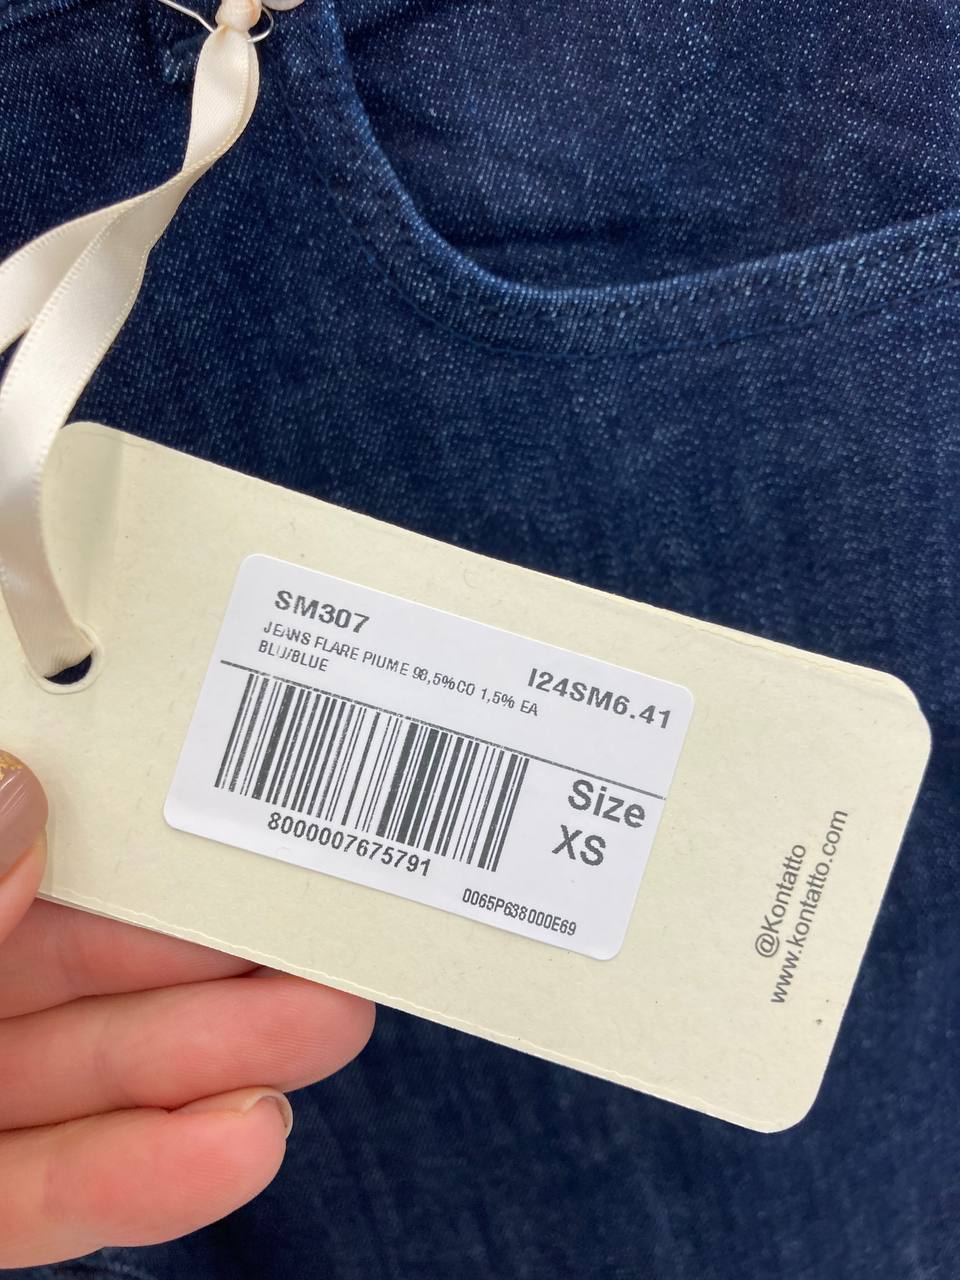 SM307
JEANS FLARE PIUME 98,5%CO 1,5% EA
BLU/BLUE
I24SM6.41
Size
XS
8000007675791
0065P638000E69
@Kontatto
www.kontatto.com